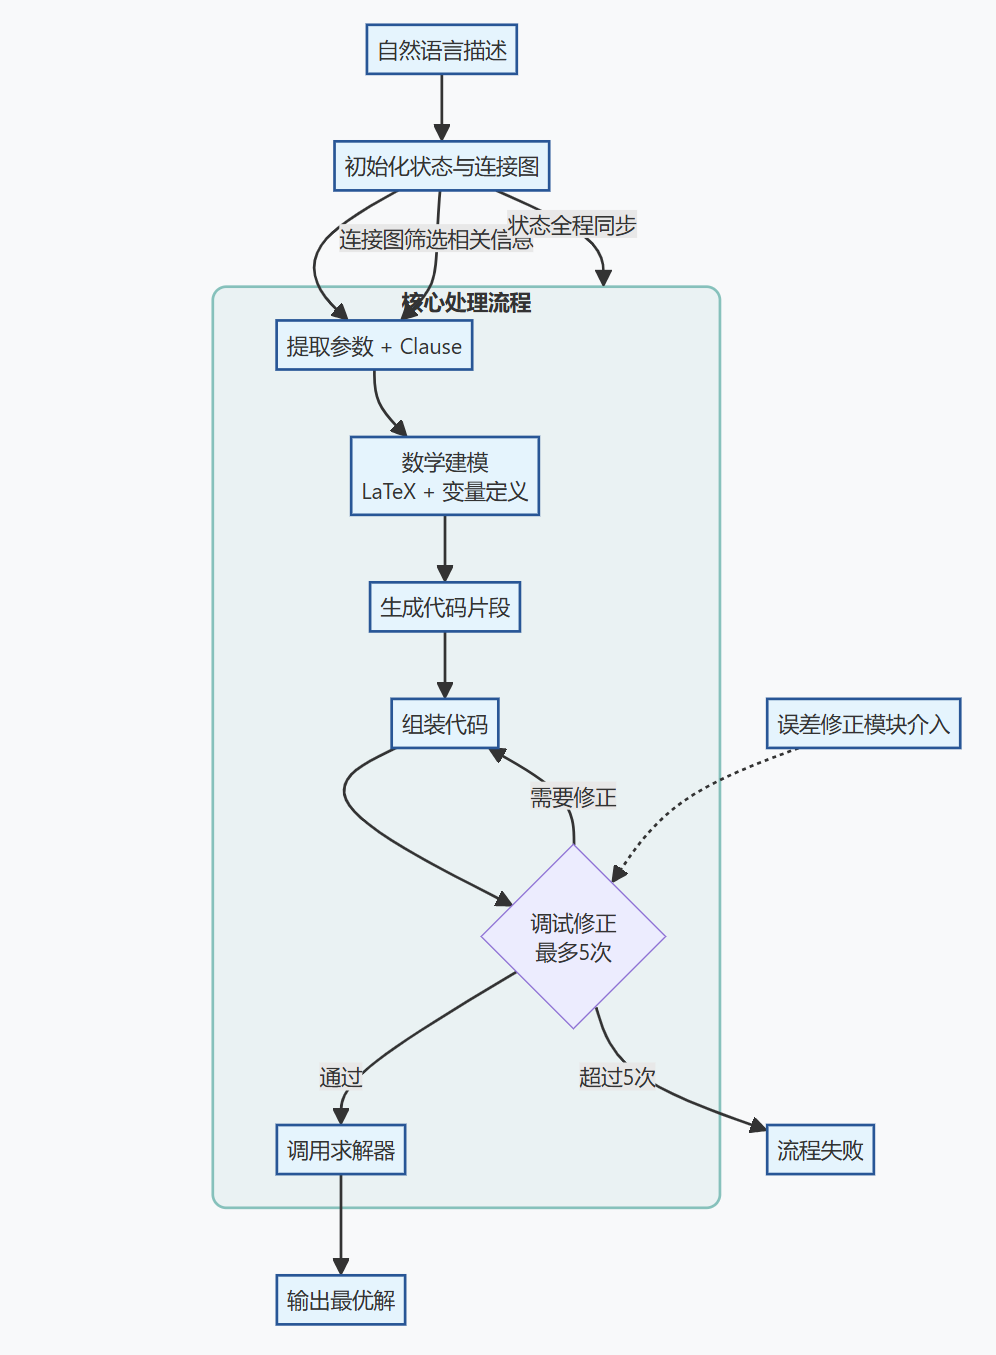 自然语言描述
初始化状态与连接图
状态全程同步
连接图筛选相关信息
核心处理流程
提取参数 + Clause
数学建模
LaTeX + 变量定义
生成代码片段
组装代码
误差修正模块介入
需要修正
调试修正
最多5次
通过
超过5次
调用求解器
流程失败
输出最优解